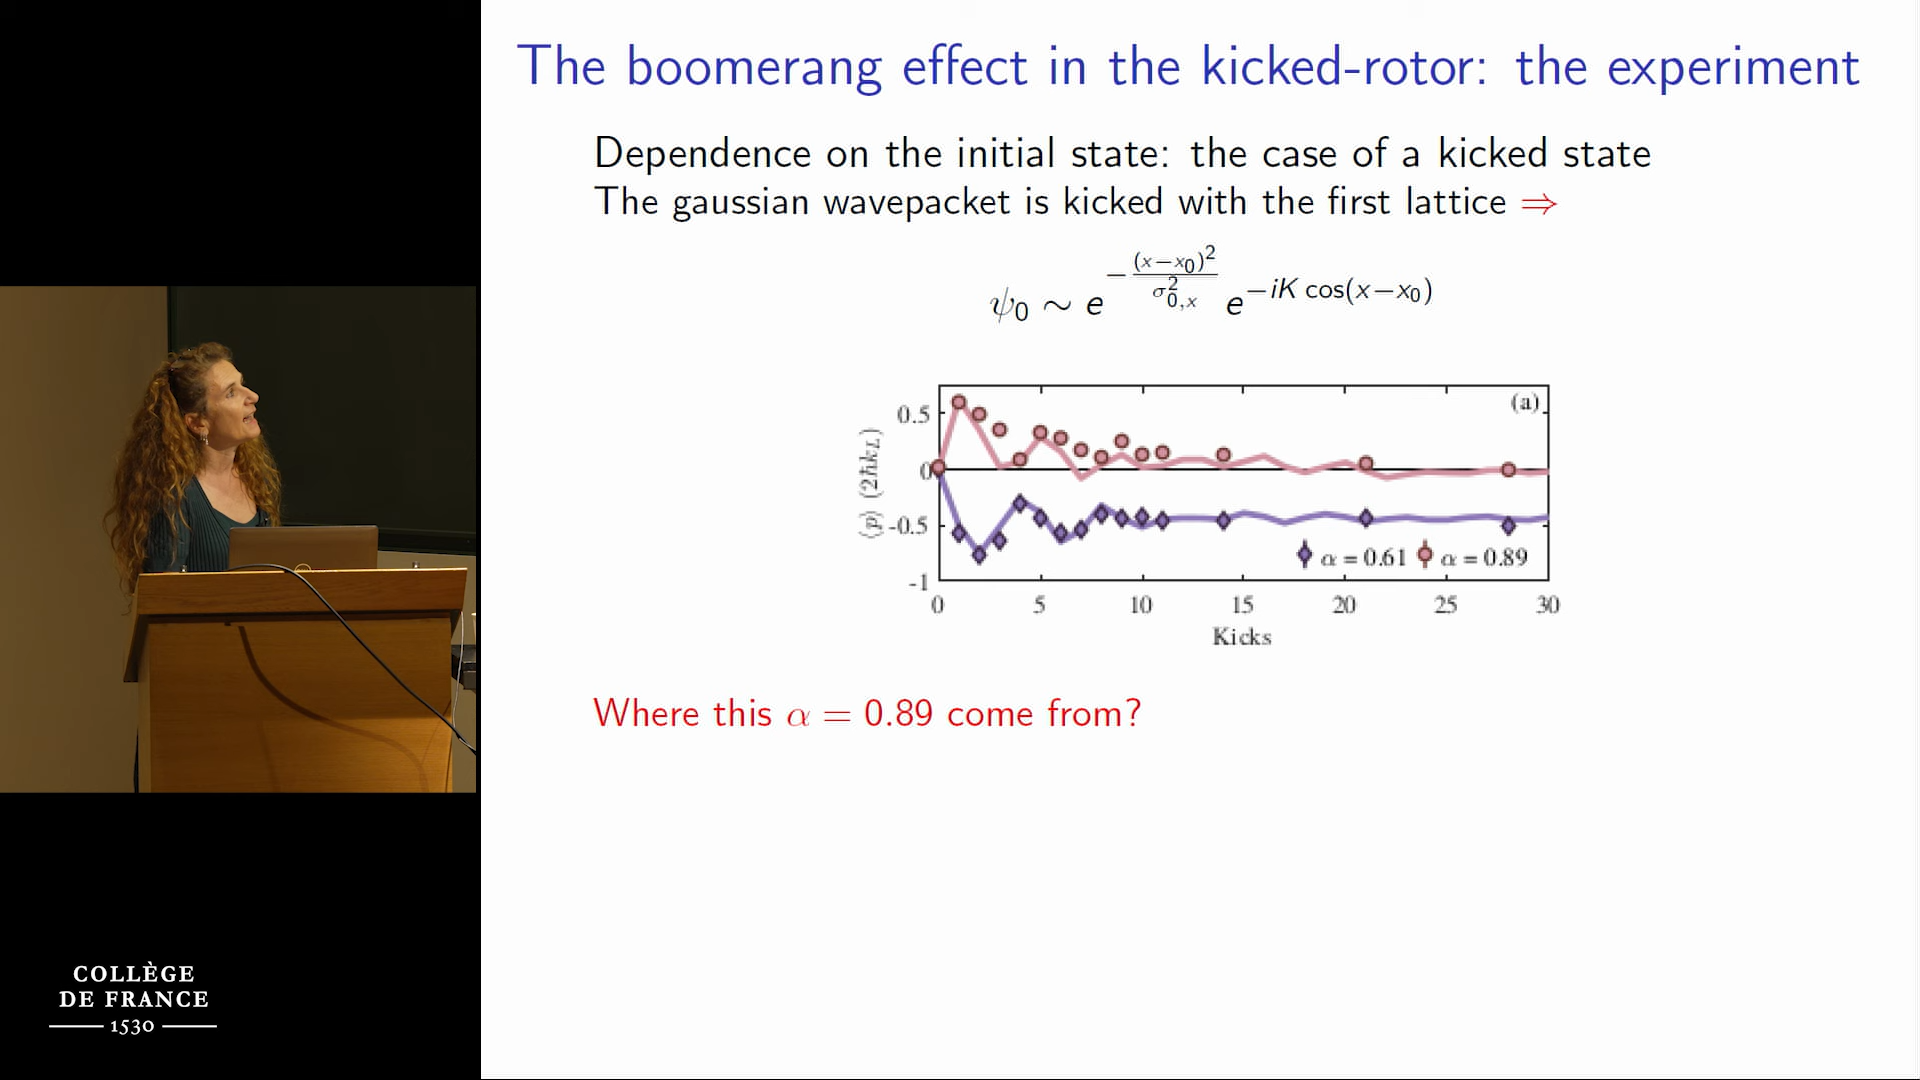 The boomerang effect in the kicked-rotor: the experiment
Dependence on the initial state: the case of a kicked state
The gaussian wavepacket is kicked with the first lattice ⇒
ψ₀ ∼ e^{−(x−x₀)²/σ²₀,ₓ} e^{−iK cos(x−x₀)}
(a)
0.5
0
-0.5
-1
⟨p⟩ (2ħk_L)
α = 0.61 α = 0.89
0 5 10 15 20 25 30
Kicks
Where this α = 0.89 come from?
COLLÈGE
DE FRANCE
1530